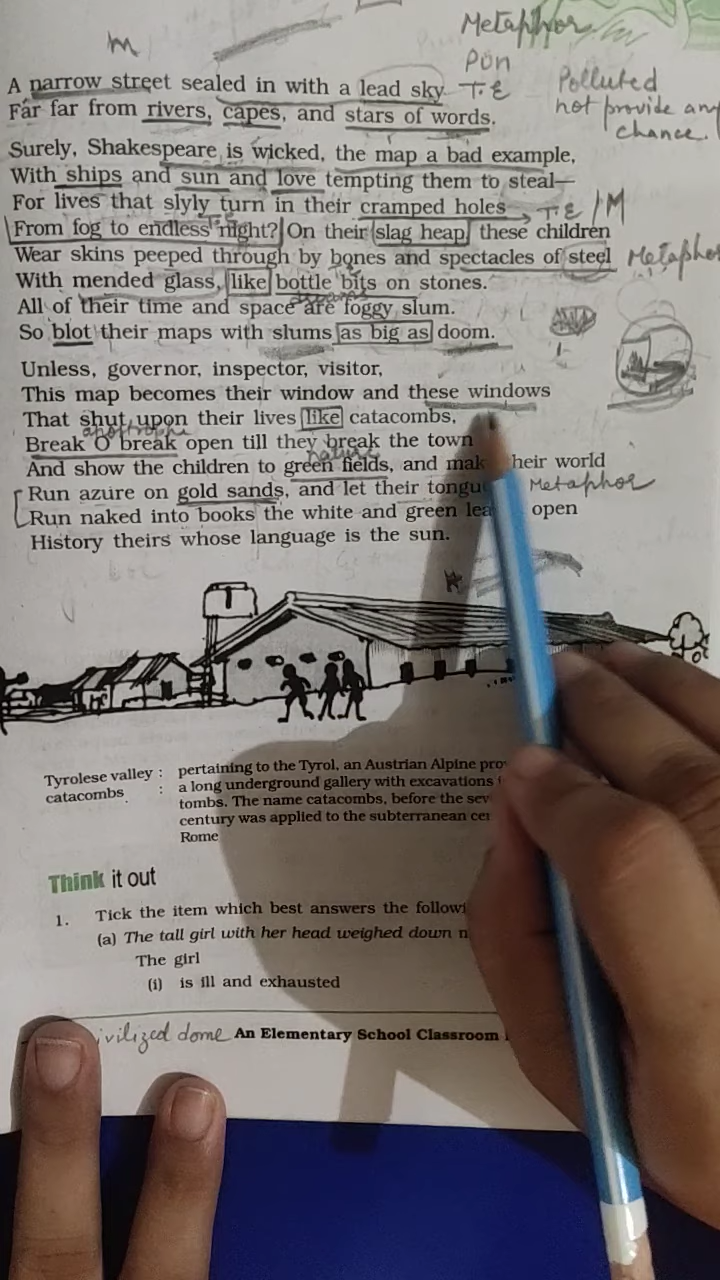 m
Metaphor
Pun
T.E
Polluted
not provide any
chance.
A narrow street sealed in with a lead sky
Far far from rivers, capes, and stars of words.
Surely, Shakespeare is wicked, the map a bad example,
With ships and sun and love tempting them to steal—
For lives that slyly turn in their cramped holes T.E / M
From fog to endless night? On their slag heap, these children
Wear skins peeped through by bones and spectacles of steel Metaphor
With mended glass, like bottle bits on stones.
All of their time and space are foggy slum.
So blot their maps with slums as big as doom.
Unless, governor, inspector, visitor,
This map becomes their window and these windows
That shut upon their lives like catacombs,
apostrophe
Break O break open till they break the town
nature
And show the children to green fields, and mak heir world
Run azure on gold sands, and let their tongu Metaphor
Run naked into books the white and green lea open
History theirs whose language is the sun.
Tyrolese valley : pertaining to the Tyrol, an Austrian Alpine pro
catacombs : a long underground gallery with excavations
tombs. The name catacombs, before the sev
century was applied to the subterranean ce
Rome
Think it out
1. Tick the item which best answers the followi
(a) The tall girl with her head weighed down
The girl
(i) is ill and exhausted
ivilized dome An Elementary School Classroom